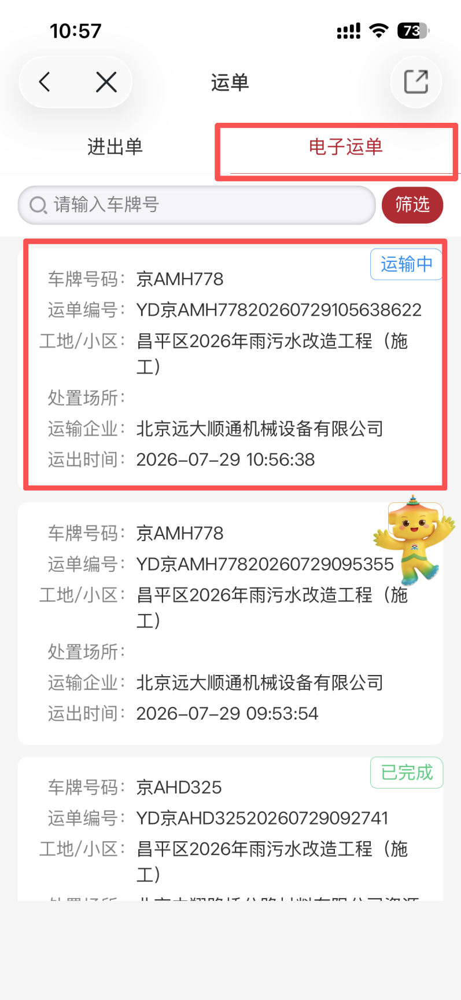 10:57
73
运单
进出单
电子运单
请输入车牌号
筛选
运输中
车牌号码: 京AMH778
运单编号: YD京AMH77820260729105638622
工地/小区: 昌平区2026年雨污水改造工程（施
工）
处置场所:
运输企业: 北京远大顺通机械设备有限公司
运出时间: 2026-07-29 10:56:38
车牌号码: 京AMH778
运单编号: YD京AMH77820260729095355
工地/小区: 昌平区2026年雨污水改造工程（施
工）
处置场所:
运输企业: 北京远大顺通机械设备有限公司
运出时间: 2026-07-29 09:53:54
已完成
车牌号码: 京AHD325
运单编号: YD京AHD32520260729092741
工地/小区: 昌平区2026年雨污水改造工程（施
工）